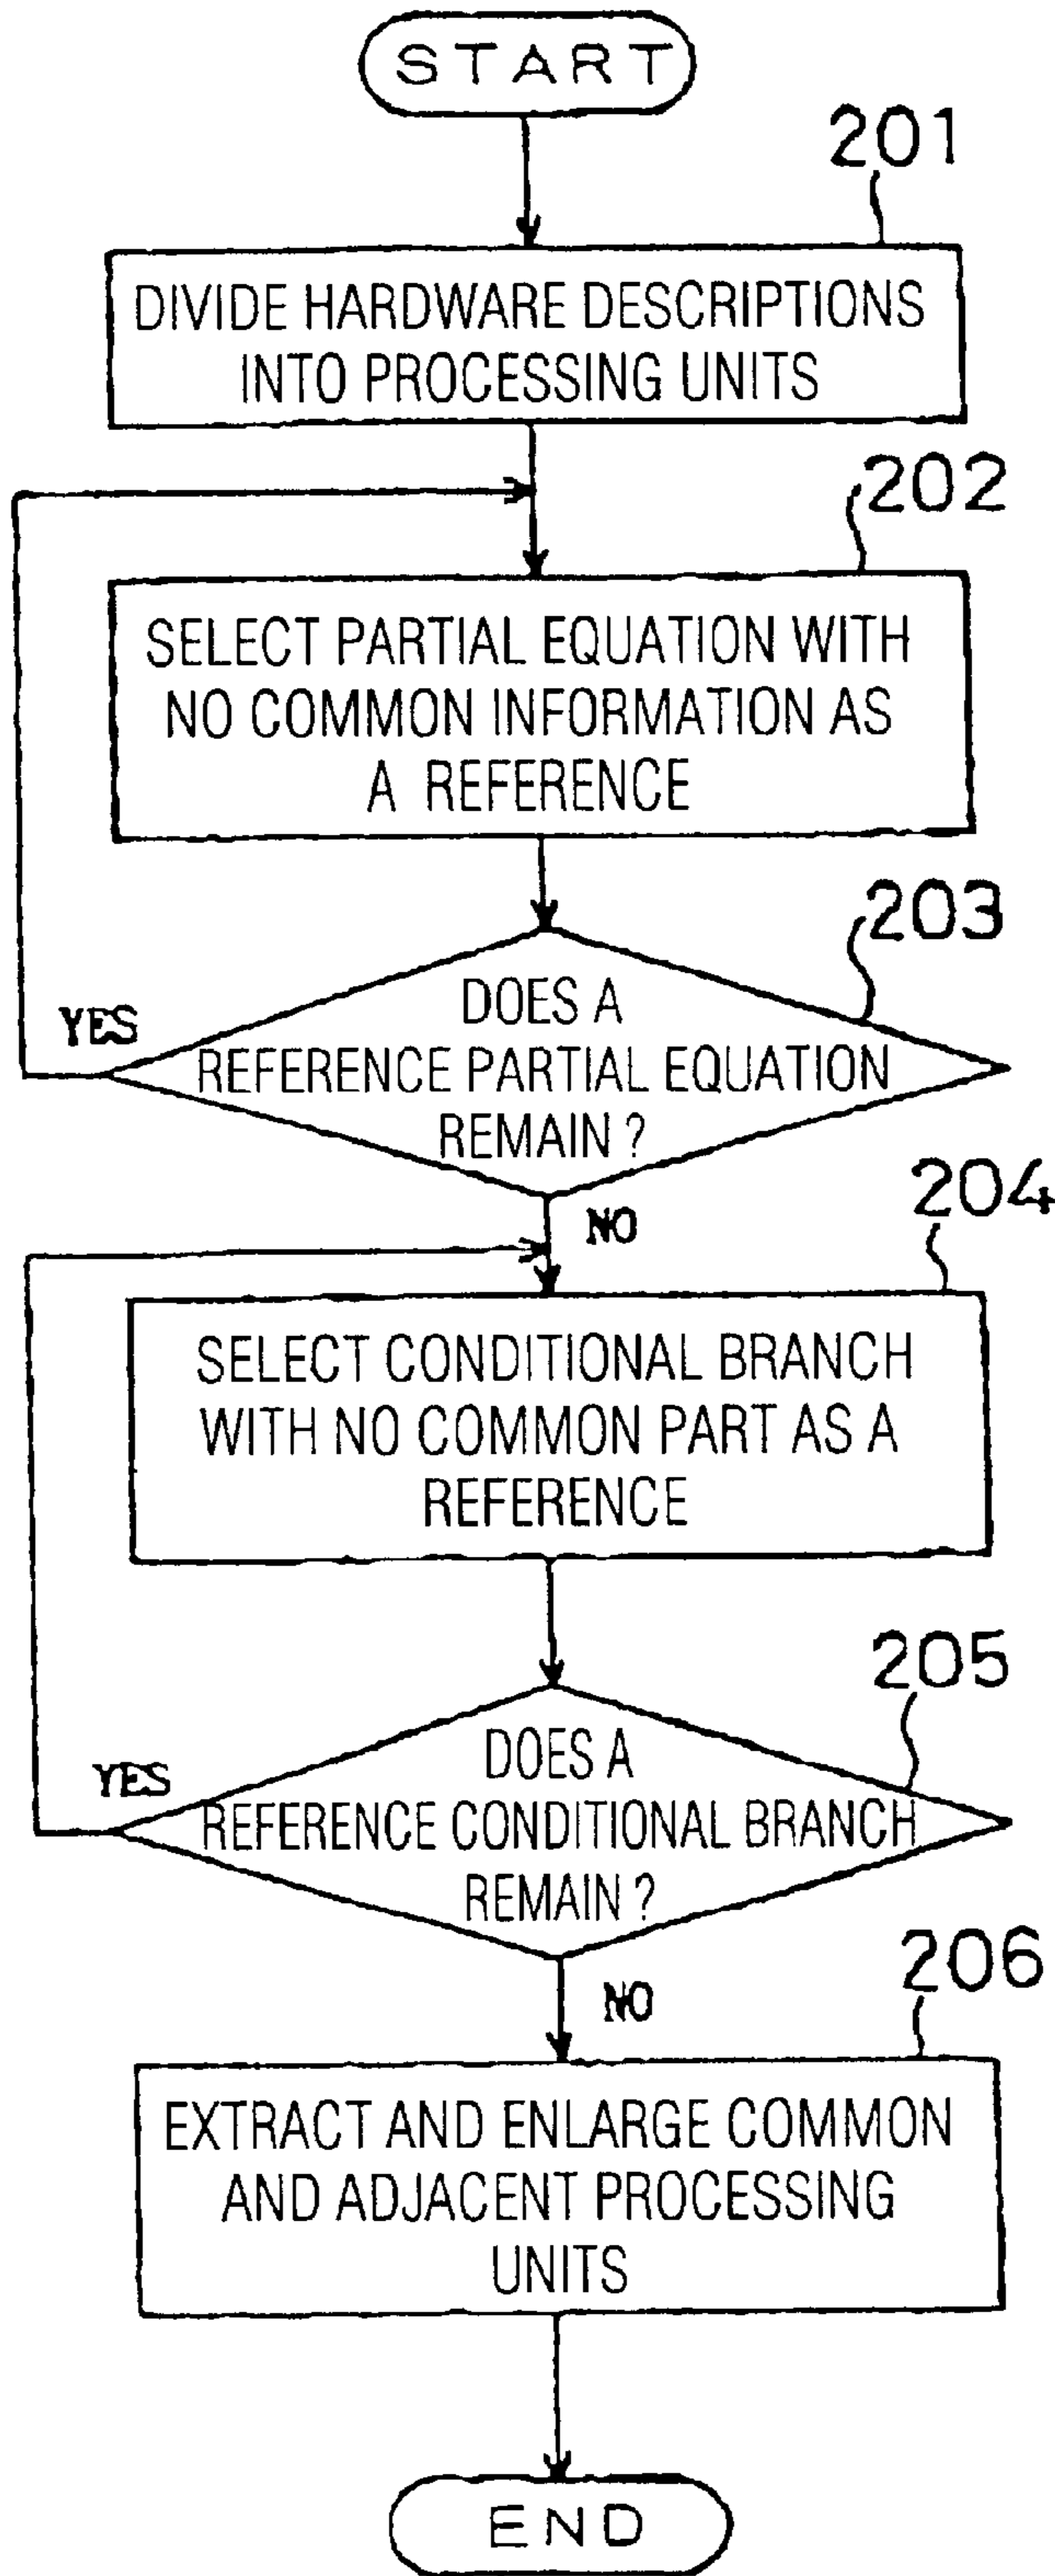 START
201
DIVIDE HARDWARE DESCRIPTIONS
INTO PROCESSING UNITS
202
SELECT PARTIAL EQUATION WITH
NO COMMON INFORMATION AS
A REFERENCE
203
DOES A
REFERENCE PARTIAL EQUATION
REMAIN ?
YES
NO
204
SELECT CONDITIONAL BRANCH
WITH NO COMMON PART AS A
REFERENCE
205
DOES A
REFERENCE CONDITIONAL BRANCH
REMAIN ?
YES
NO
206
EXTRACT AND ENLARGE COMMON
AND ADJACENT PROCESSING
UNITS
END